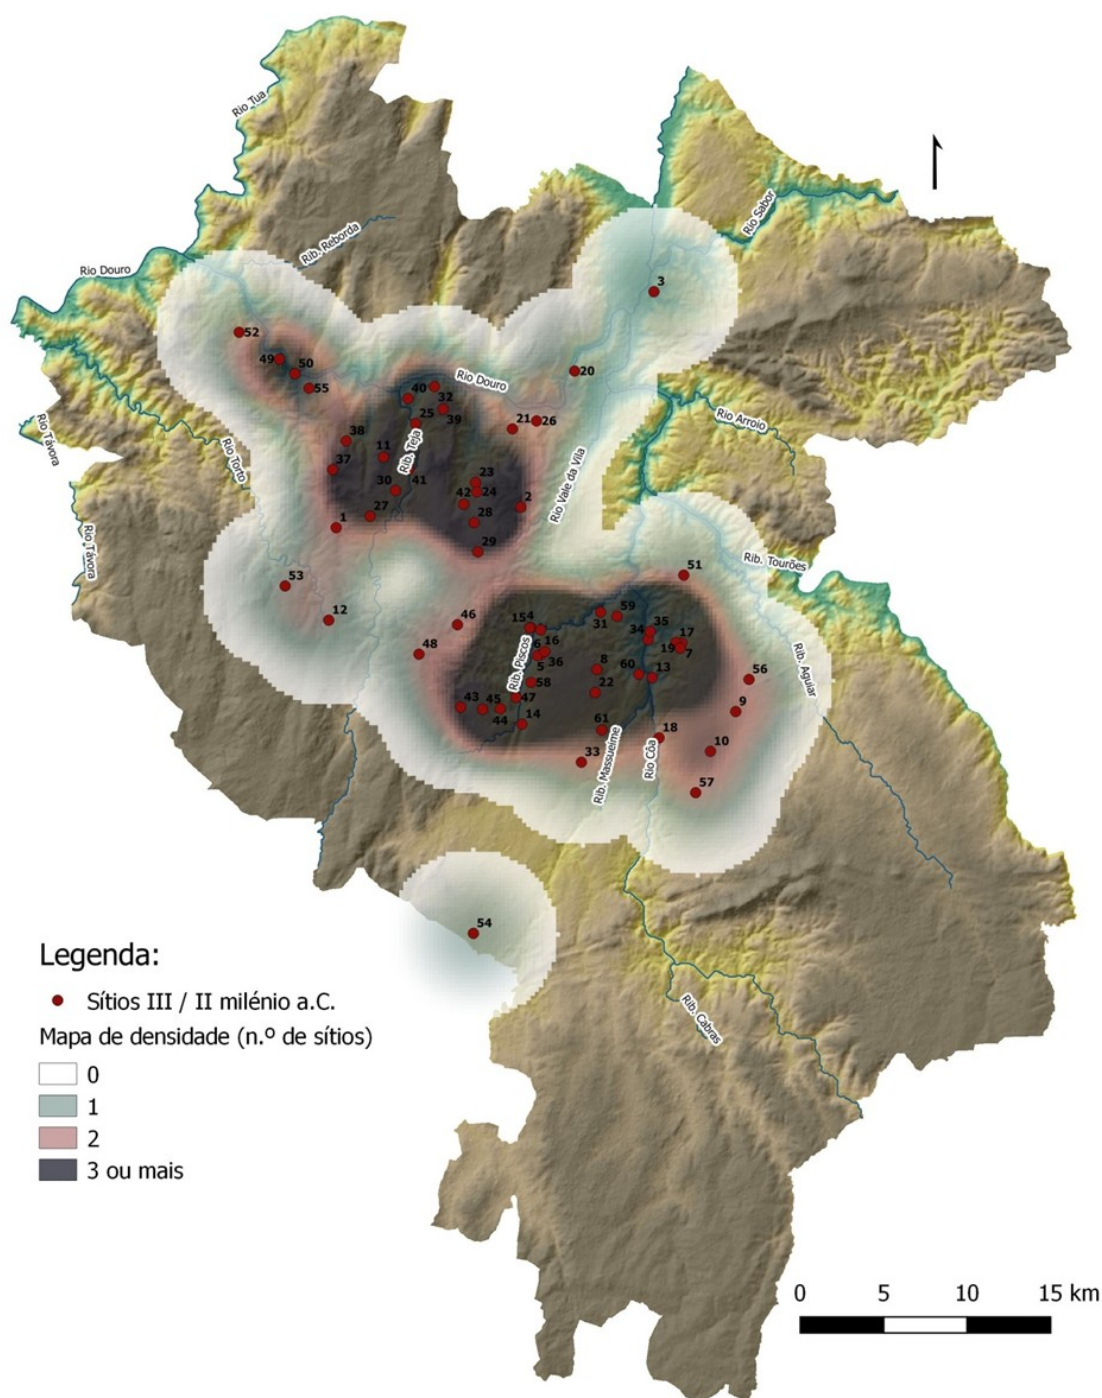 Rio Tua
Rib. Reborda
Rio Sabor
Rio Douro
3
52
20
49
50
55
Rio Douro
40
32
39
25
21
26
Rio Arroio
Rio Távora
Rio Torto
38
11
Rib. Teja
37
41
30
23
24
42
2
Rio Vale da Vila
27
28
1
29
Rio Távora
51
Rib. Tourões
53
12
46
48
59
31
15
4
35
34
16
6
5
36
17
19
7
Rib. Piscos
8
60
13
58
22
56
Rib. Aguiar
43
45
44
47
14
9
61
18
10
33
Rib. Massueime
Rio Côa
57
54
Rib. Cabras
Legenda:
Sítios III / II milénio a.C.
Mapa de densidade (n.º de sítios)
0
1
2
3 ou mais
0 5 10 15 km